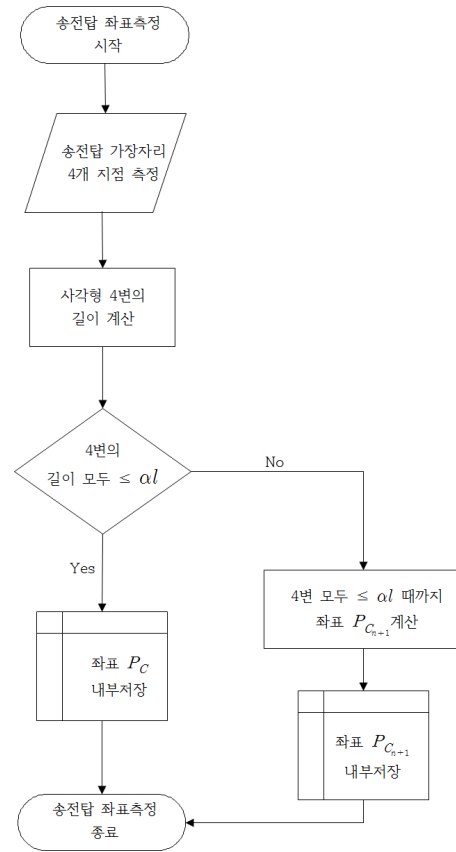 송전탑 좌표측정
시작
송전탑 가장자리
4개 지점 측정
사각형 4변의
길이 계산
4변의
길이 모두 ≤ αl
No
Yes
4변 모두 ≤ αl 때까지
좌표 P_{C_{n+1}} 계산
좌표 P_C
내부저장
좌표 P_{C_{n+1}}
내부저장
송전탑 좌표측정
종료